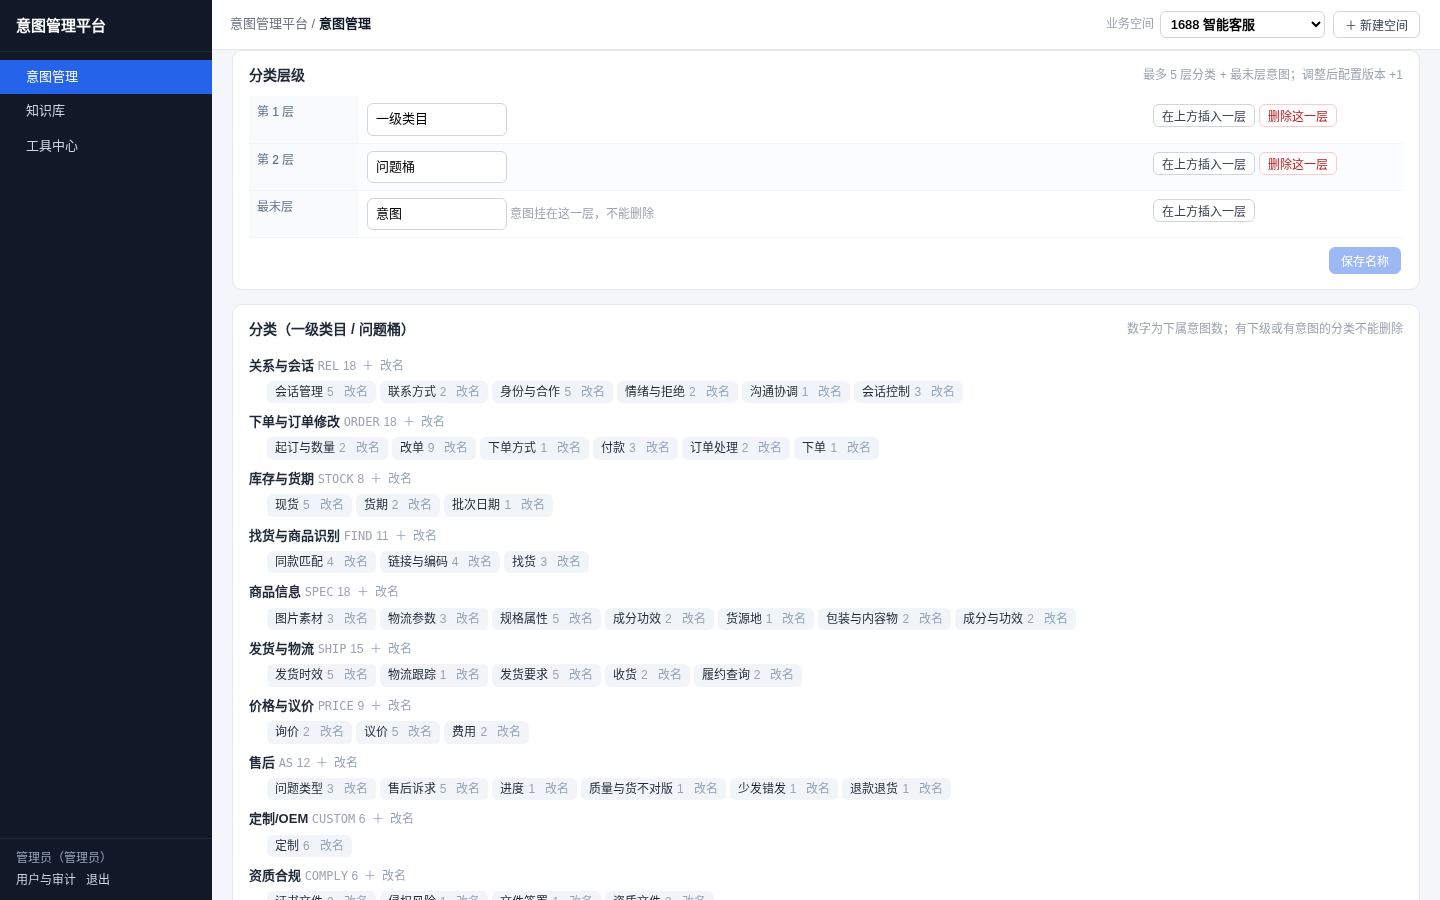 意图管理平台
意图管理平台 / 意图管理
业务空间 1688 智能客服 ＋ 新建空间
意图管理
知识库
工具中心
分类层级 最多 5 层分类 + 最末层意图；调整后配置版本 +1
第 1 层 一级类目 在上方插入一层 删除这一层
第 2 层 问题桶 在上方插入一层 删除这一层
最末层 意图 意图挂在这一层，不能删除 在上方插入一层
保存名称
分类（一级类目 / 问题桶） 数字为下属意图数；有下级或有意图的分类不能删除
关系与会话 REL 18 ＋ 改名
会话管理 5 改名 联系方式 2 改名 身份与合作 5 改名 情绪与拒绝 2 改名 沟通协调 1 改名 会话控制 3 改名
下单与订单修改 ORDER 18 ＋ 改名
起订与数量 2 改名 改单 9 改名 下单方式 1 改名 付款 3 改名 订单处理 2 改名 下单 1 改名
库存与货期 STOCK 8 ＋ 改名
现货 5 改名 货期 2 改名 批次日期 1 改名
找货与商品识别 FIND 11 ＋ 改名
同款匹配 4 改名 链接与编码 4 改名 找货 3 改名
商品信息 SPEC 18 ＋ 改名
图片素材 3 改名 物流参数 3 改名 规格属性 5 改名 成分功效 2 改名 货源地 1 改名 包装与内容物 2 改名 成分与功效 2 改名
发货与物流 SHIP 15 ＋ 改名
发货时效 5 改名 物流跟踪 1 改名 发货要求 5 改名 收货 2 改名 履约查询 2 改名
价格与议价 PRICE 9 ＋ 改名
询价 2 改名 议价 5 改名 费用 2 改名
售后 AS 12 ＋ 改名
问题类型 3 改名 售后诉求 5 改名 进度 1 改名 质量与货不对版 1 改名 少发错发 1 改名 退款退货 1 改名
定制/OEM CUSTOM 6 ＋ 改名
定制 6 改名
资质合规 COMPLY 6 ＋ 改名
管理员（管理员）
用户与审计 退出